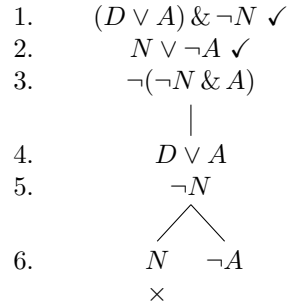 1. (D ∨ A) & ¬N ✓
2. N ∨ ¬A ✓
3. ¬(¬N & A)
4. D ∨ A
5. ¬N
6. N ¬A
×